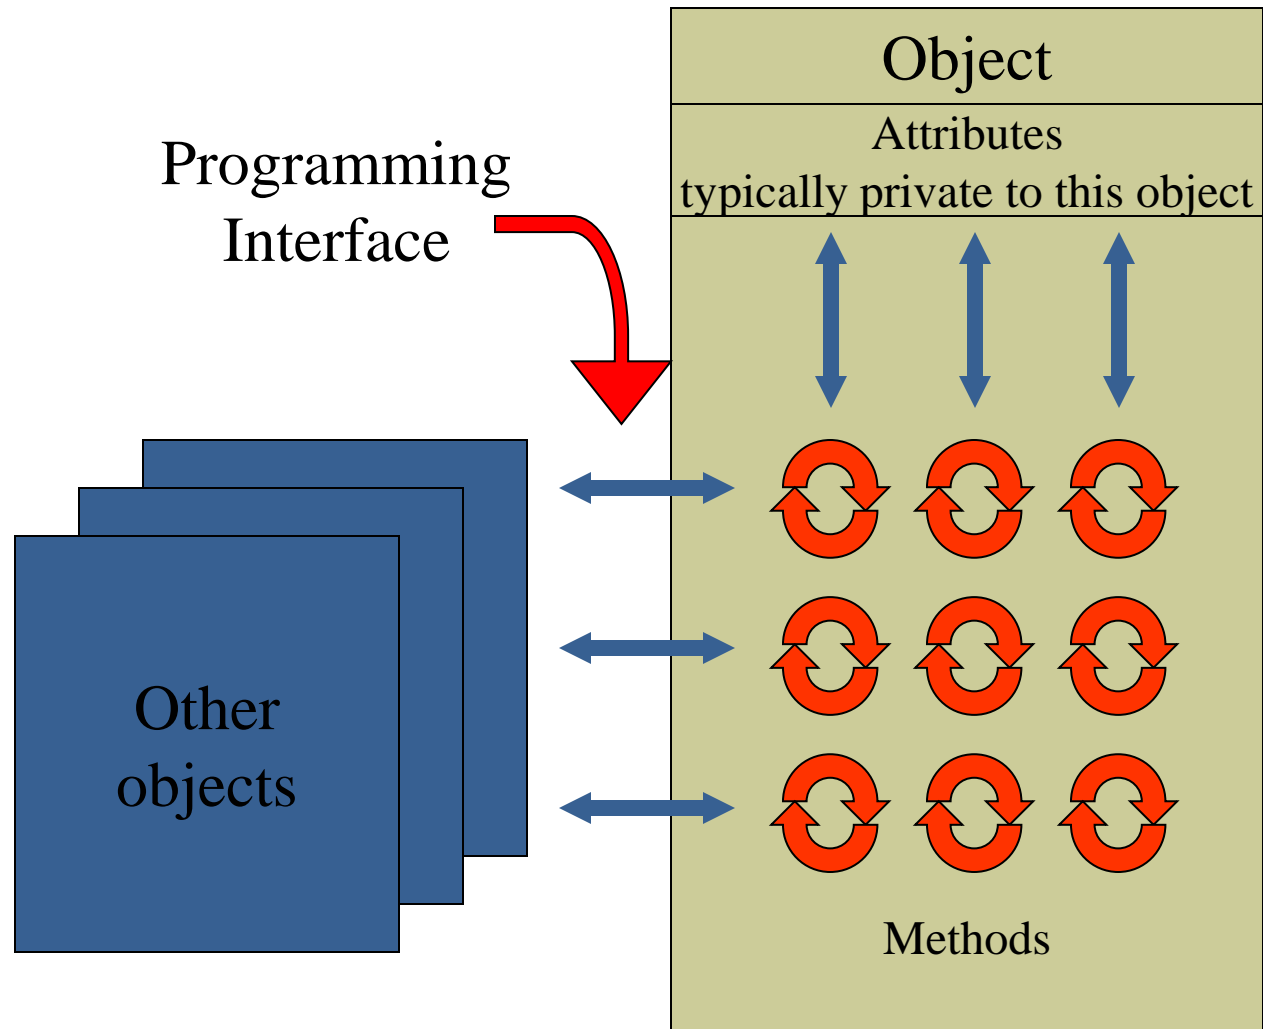 Object
Attributes
typically private to this object
Programming
Interface
Other
objects
Methods